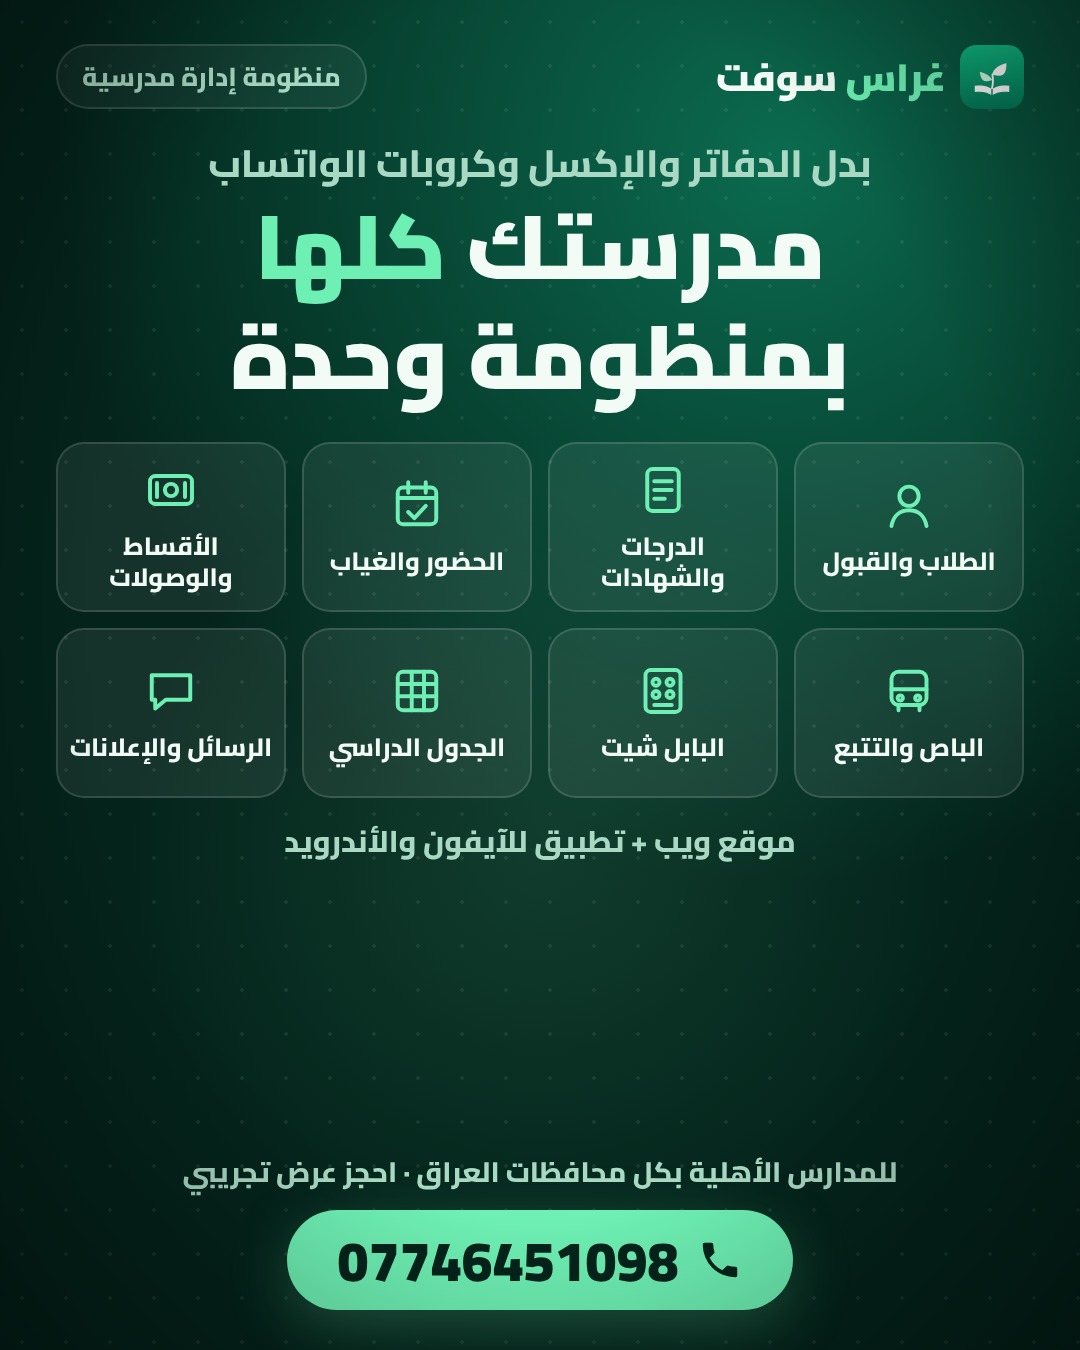 غراس سوفت
منظومة إدارة مدرسية
بدل الدفاتر والإكسل وكروبات الواتساب
مدرستك كلها
بمنظومة وحدة
الطلاب والقبول
الدرجات
والشهادات
الحضور والغياب
الأقساط
والوصولات
الباص والتتبع
البابل شيت
الجدول الدراسي
الرسائل والإعلانات
موقع ويب + تطبيق للآيفون والأندرويد
للمدارس الأهلية بكل محافظات العراق · احجز عرض تجريبي
07746451098